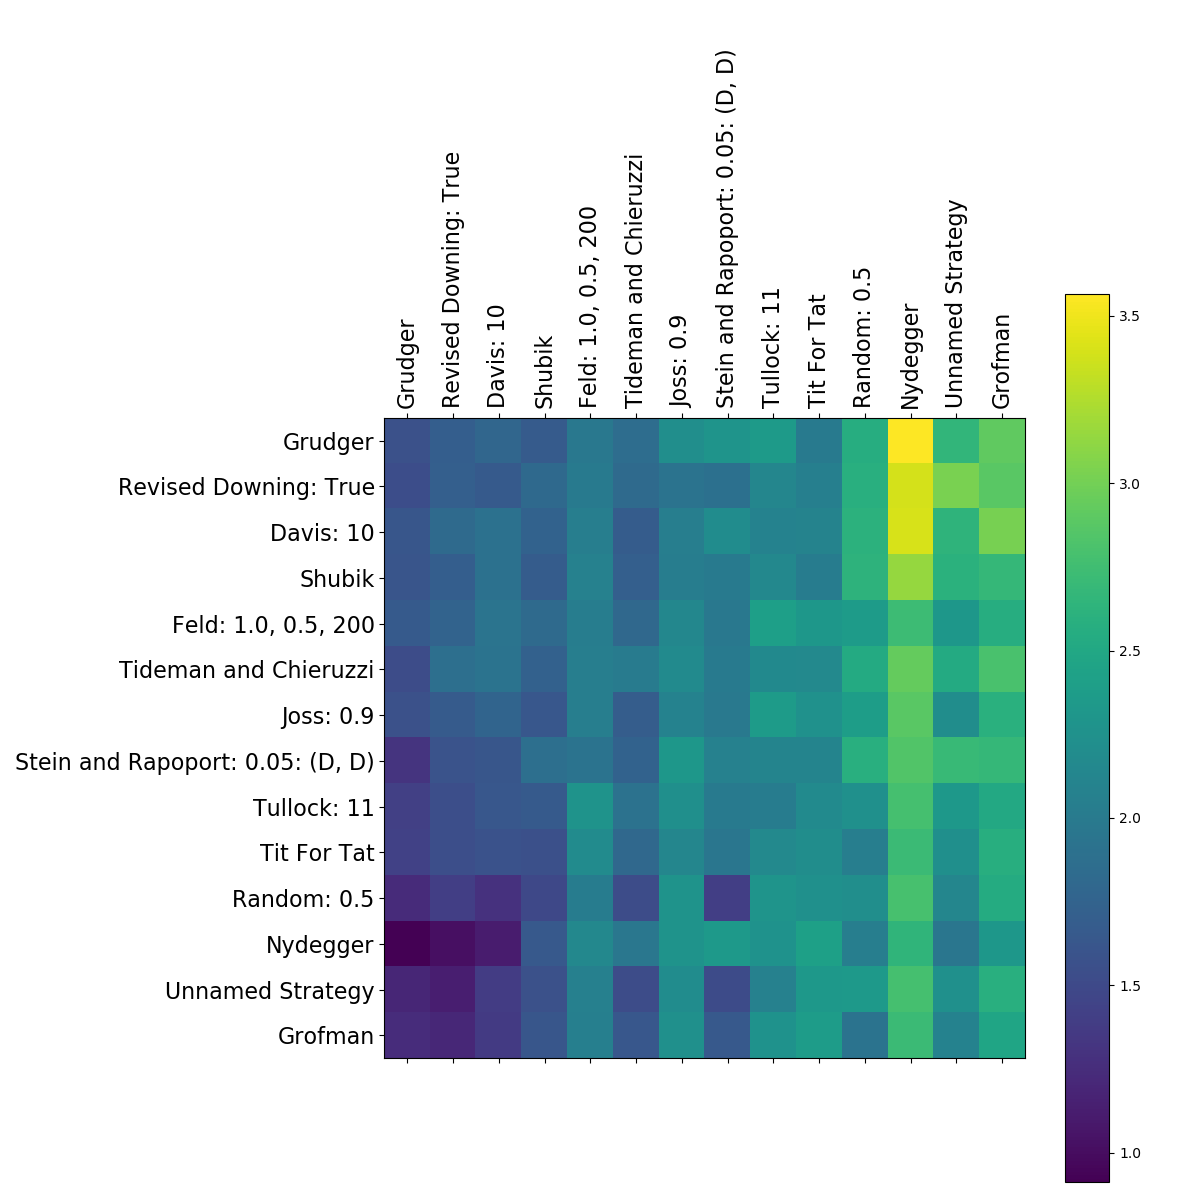 Grudger
Revised Downing: True
Davis: 10
Shubik
Feld: 1.0, 0.5, 200
Tideman and Chieruzzi
Joss: 0.9
Stein and Rapoport: 0.05: (D, D)
Tullock: 11
Tit For Tat
Random: 0.5
Nydegger
Unnamed Strategy
Grofman
Grudger
Revised Downing: True
Davis: 10
Shubik
Feld: 1.0, 0.5, 200
Tideman and Chieruzzi
Joss: 0.9
Stein and Rapoport: 0.05: (D, D)
Tullock: 11
Tit For Tat
Random: 0.5
Nydegger
Unnamed Strategy
Grofman
3.5
3.0
2.5
2.0
1.5
1.0